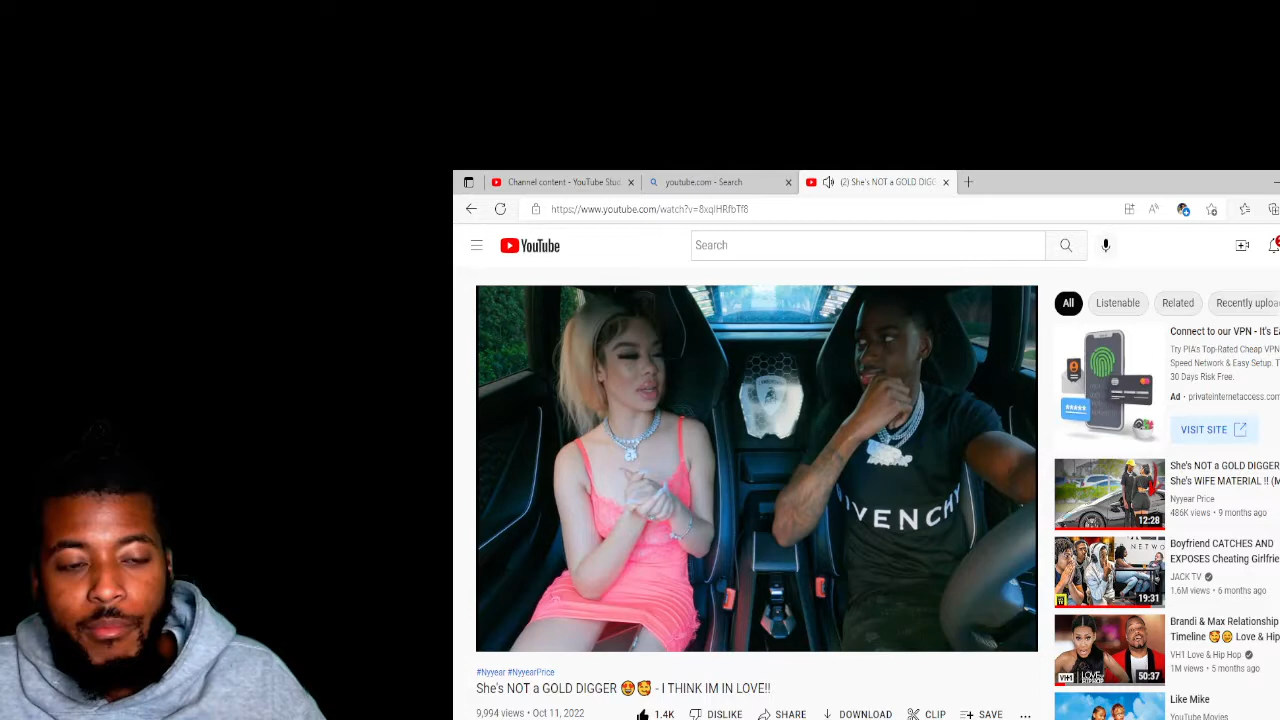 Channel content - YouTube Stud
youtube.com - Search
(2) She's NOT a GOLD DIGG
https://www.youtube.com/watch?v=8xqlHRfbTf8
YouTube
Search
All
Listenable
Related
Recently uploa
GIVENCHY
#Nyyear #NyyearPrice
She's NOT a GOLD DIGGER 😍🥰 - I THINK IM IN LOVE!!
9,994 views • Oct 11, 2022
1.4K
DISLIKE
SHARE
DOWNLOAD
CLIP
SAVE
Connect to our VPN - It's Ea
Try PIA's Top-Rated Cheap VPN
Speed Network & Easy Setup. T
30 Days Risk Free.
Ad • privateinternetaccess.com
VISIT SITE
She's NOT a GOLD DIGGER
She's WIFE MATERIAL !! (M
Nyyear Price
486K views • 9 months ago
12:28
Boyfriend CATCHES AND
EXPOSES Cheating Girlfrie
JACK TV
1.6M views • 6 months ago
NETWO
19:31
Brandi & Max Relationship
Timeline 🥰😊 Love & Hip
VH1 Love & Hip Hop
1M views • 5 months ago
VH1
50:37
Like Mike
YouTube Movies